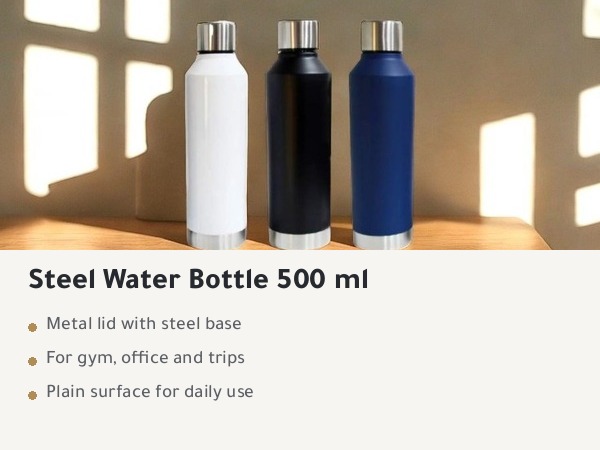 Steel Water Bottle 500 ml
Metal lid with steel base
For gym, office and trips
Plain surface for daily use